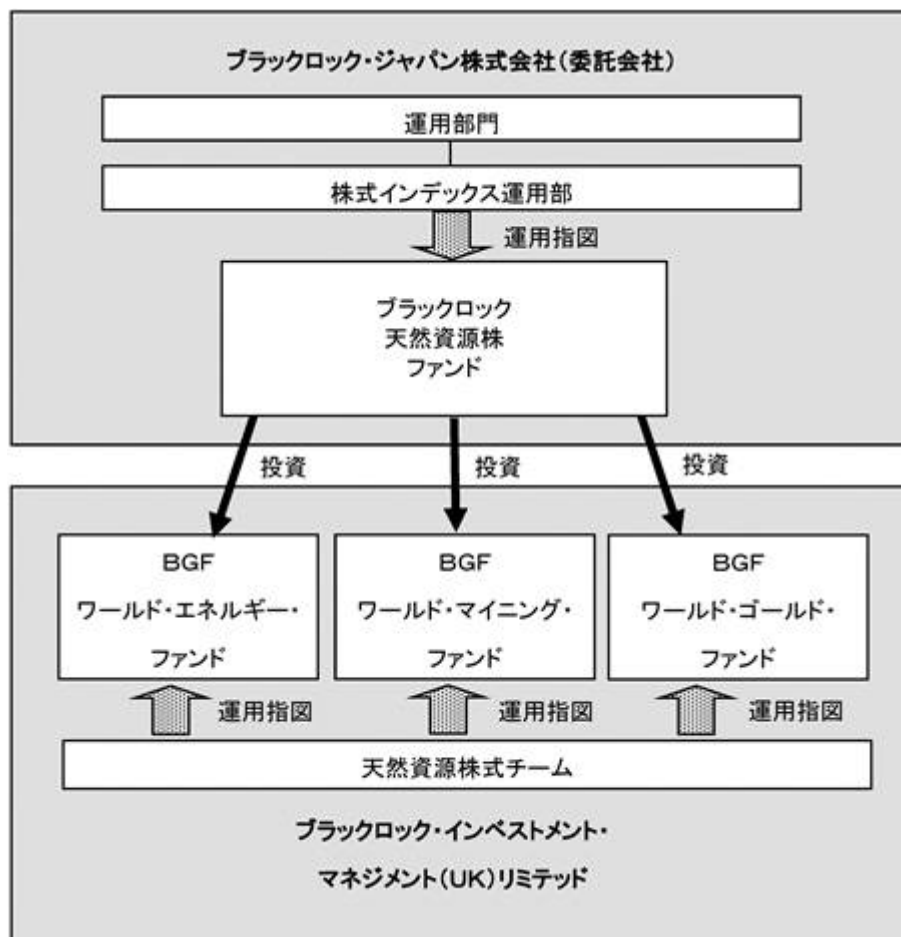 ブラックロック・ジャパン株式会社(委託会社)
運用部門
株式インデックス運用部
運用指図
ブラックロック
天然資源株
ファンド
投資
投資
投資
BGF
ワールド・エネルギー・
ファンド
BGF
ワールド・マイニング・
ファンド
BGF
ワールド・ゴールド・
ファンド
運用指図
運用指図
運用指図
天然資源株式チーム
ブラックロック・インベストメント・
マネジメント(UK)リミテッド